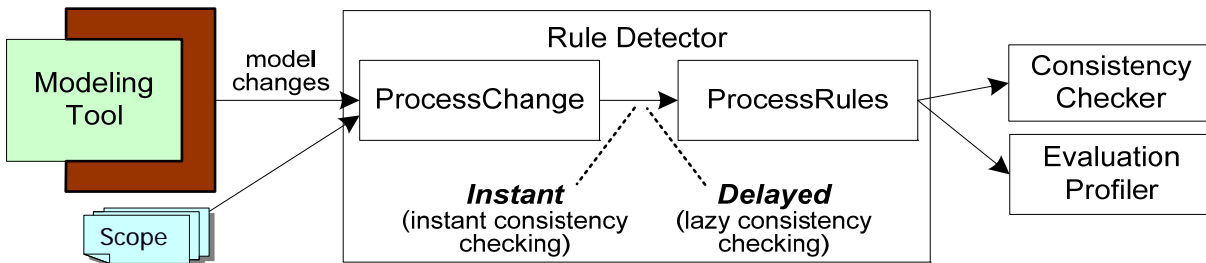 Modeling
Tool
Scope
model
changes
Rule Detector
ProcessChange
ProcessRules
Instant
(instant consistency
checking)
Delayed
(lazy consistency
checking)
Consistency
Checker
Evaluation
Profiler